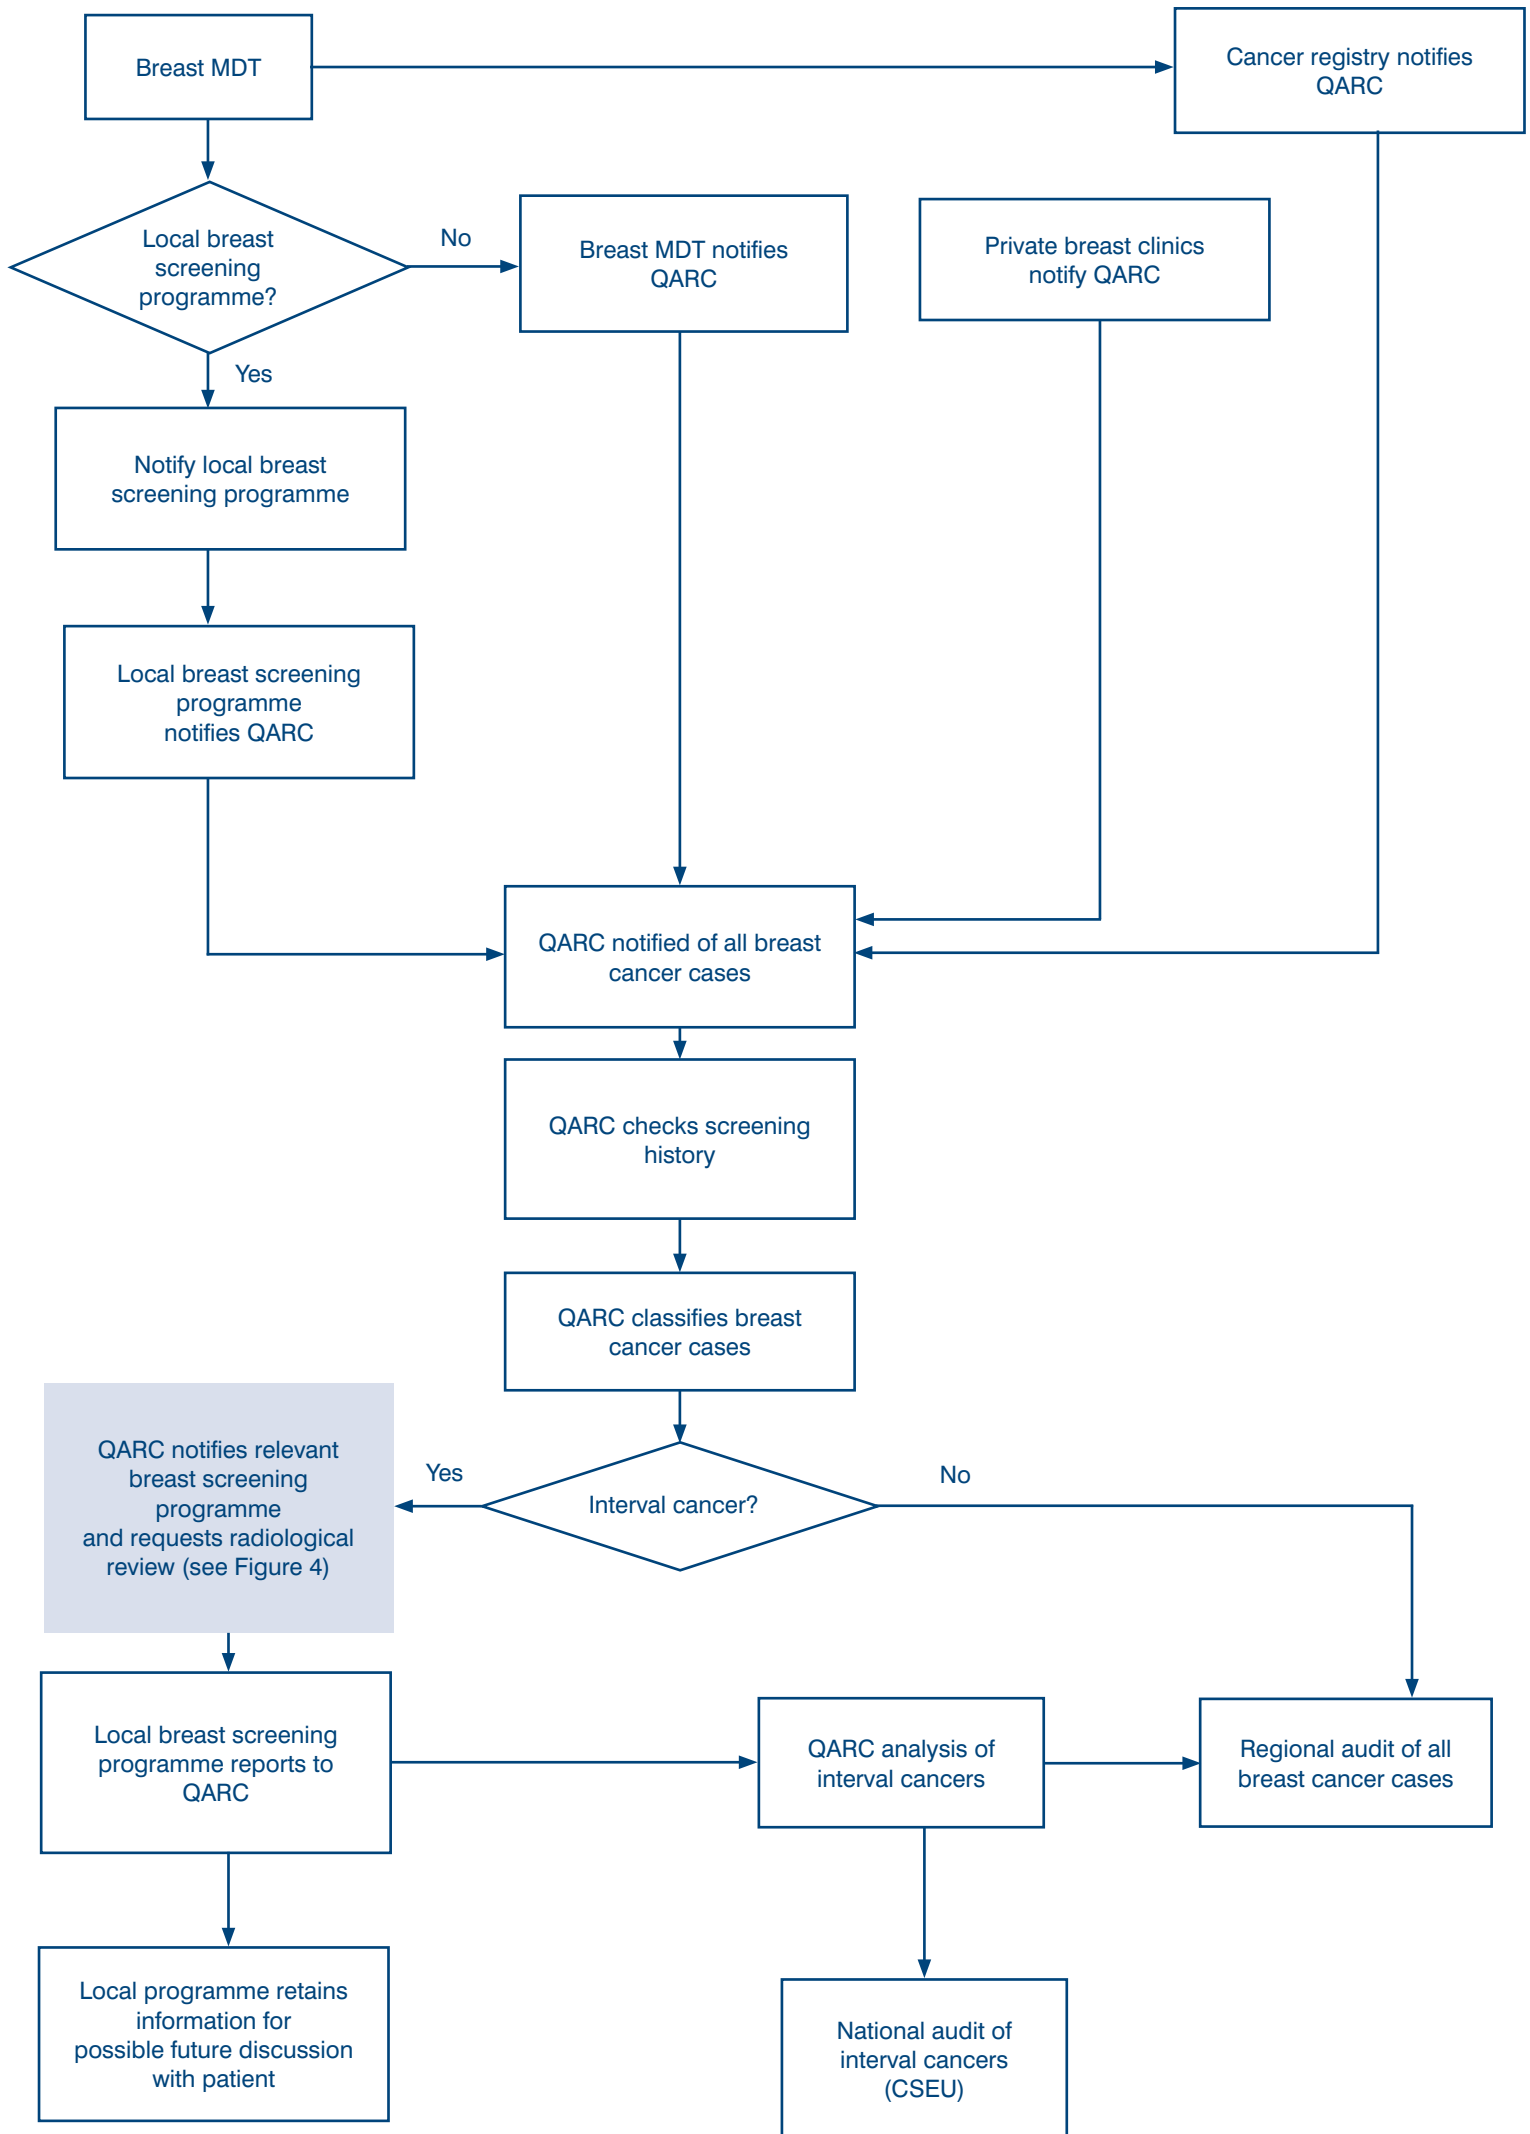 Breast MDT
Cancer registry notifies
QARC
Local breast
screening
programme?
No
Breast MDT notifies
QARC
Private breast clinics
notify QARC
Yes
Notify local breast
screening programme
Local breast screening
programme
notifies QARC
QARC notified of all breast
cancer cases
QARC checks screening
history
QARC classifies breast
cancer cases
QARC notifies relevant
breast screening
programme
and requests radiological
review (see Figure 4)
Yes
Interval cancer?
No
Local breast screening
programme reports to
QARC
QARC analysis of
interval cancers
Regional audit of all
breast cancer cases
Local programme retains
information for
possible future discussion
with patient
National audit of
interval cancers
(CSEU)